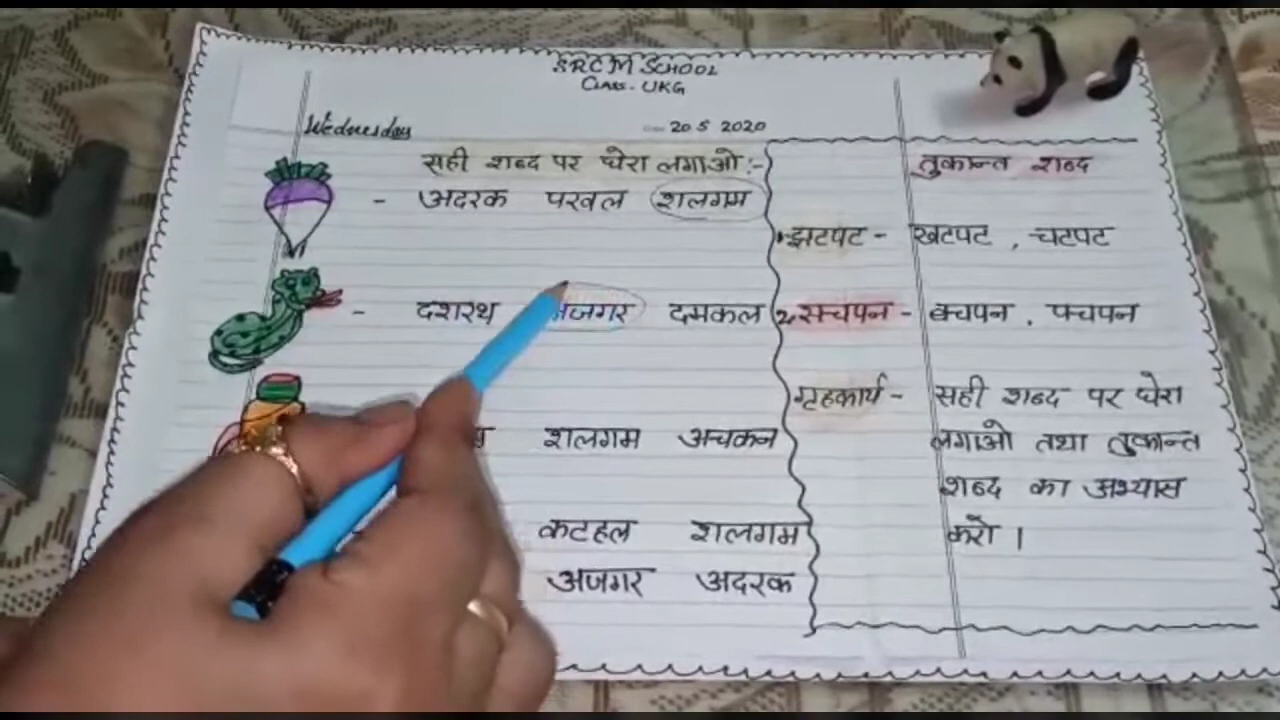 SRCM SCHOOL
Class - UKG
Wednesday 20 5 2020
सही शब्द पर घेरा लगाओ :-
- अदरक परवल शलगम
- दशरथ अजगर दमकल
शलगम अचकन
कटहल शलगम
अजगर अदरक
तुकान्त शब्द
झटपट - खटपट , चटपट
2 सचपन - बचपन , पचपन
गृहकार्य - सही शब्द पर घेरा
लगाओ तथा तुकान्त
शब्द का अभ्यास
करो ।